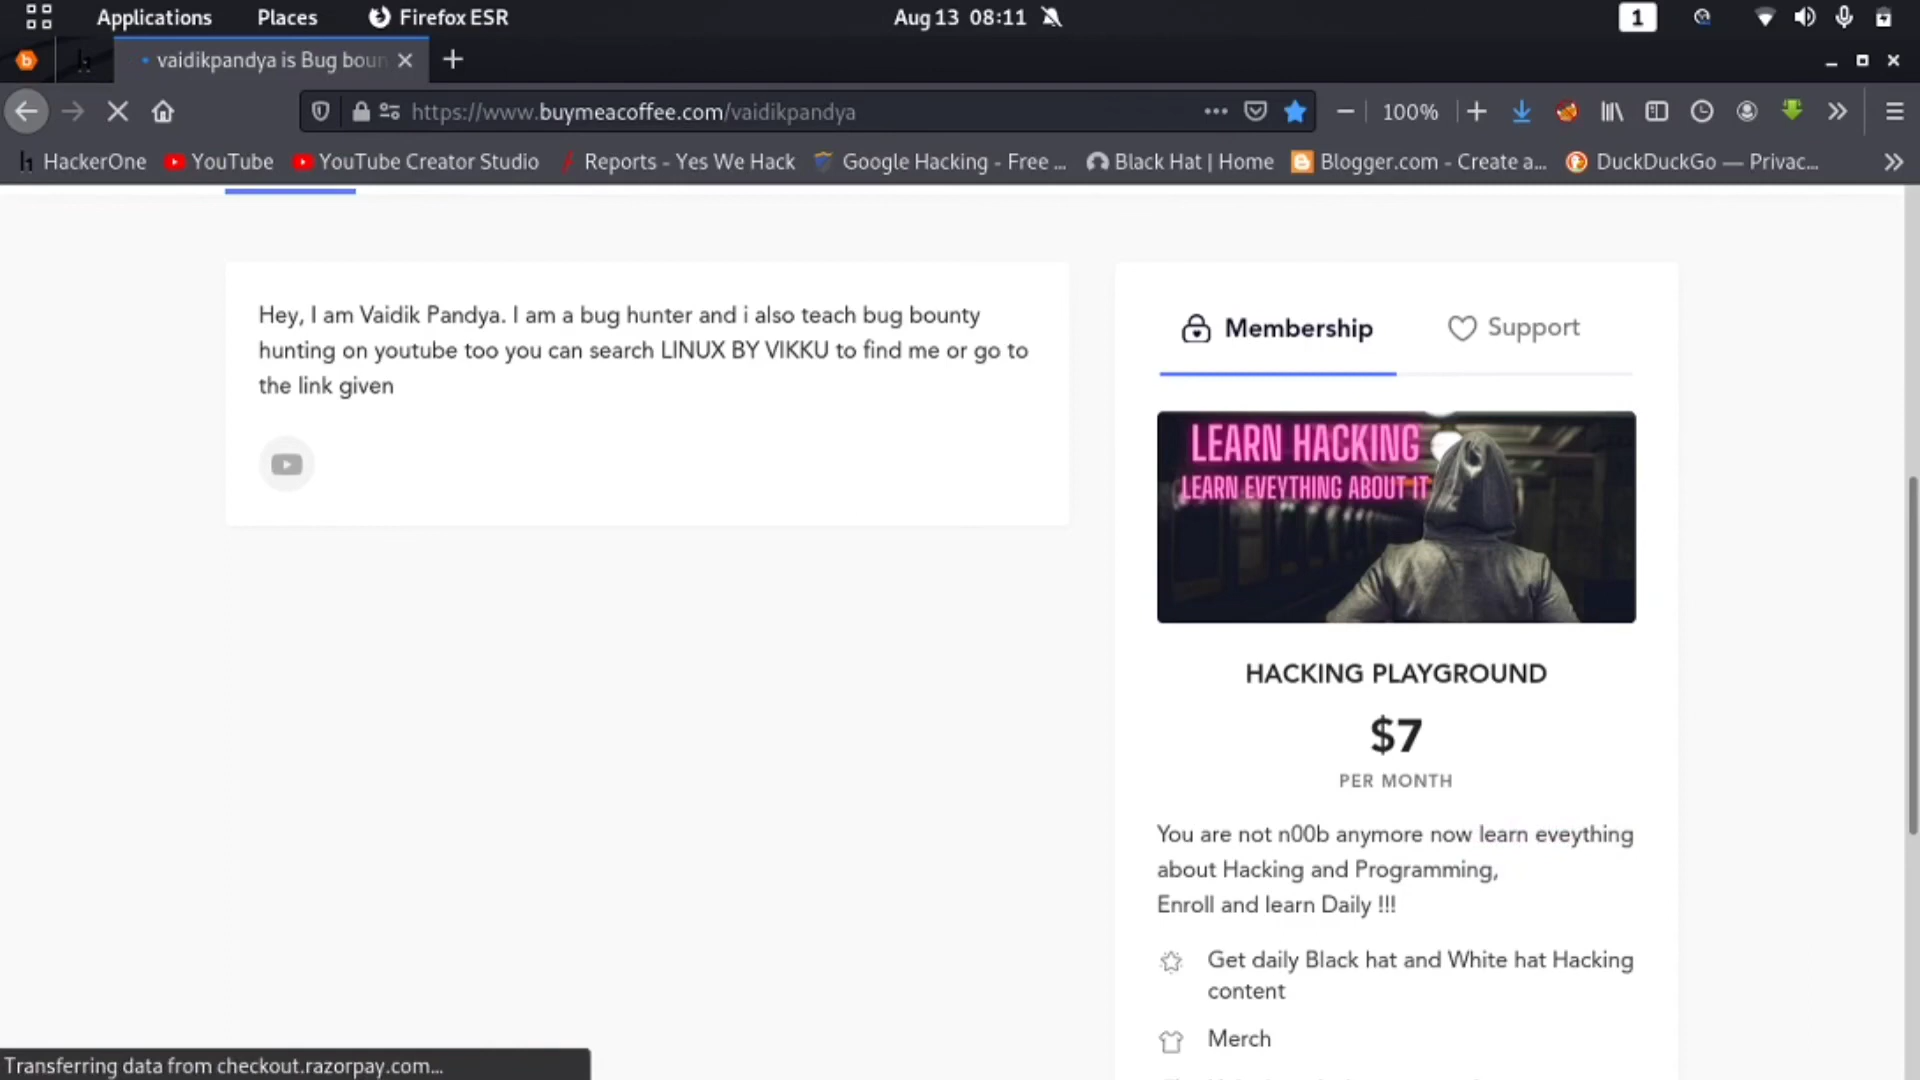 Applications Places Firefox ESR Aug 13 08:11 1
vaidikpandya is Bug boun
https://www.buymeacoffee.com/vaidikpandya 100%
HackerOne YouTube YouTube Creator Studio Reports - Yes We Hack Google Hacking - Free ... Black Hat | Home Blogger.com - Create a... DuckDuckGo — Privac...
Hey, I am Vaidik Pandya. I am a bug hunter and i also teach bug bounty
hunting on youtube too you can search LINUX BY VIKKU to find me or go to
the link given
Membership Support
LEARN HACKING
LEARN EVEYTHING ABOUT IT
HACKING PLAYGROUND
$7
PER MONTH
You are not n00b anymore now learn eveything
about Hacking and Programming,
Enroll and learn Daily !!!
Get daily Black hat and White hat Hacking
content
Merch
Transferring data from checkout.razorpay.com...